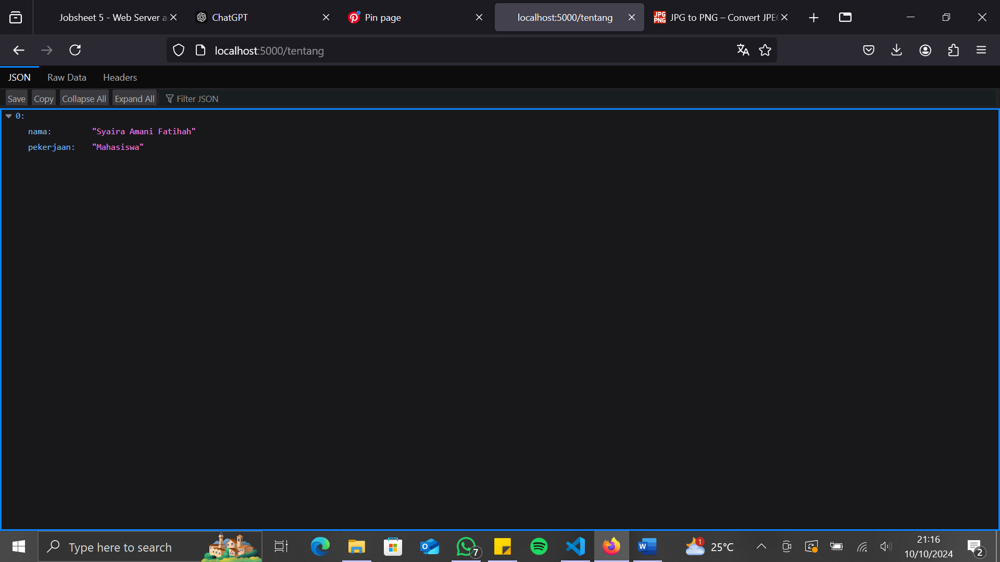 Jobsheet 5 - Web Server a
ChatGPT
Pin page
localhost:5000/tentang
JPG PNG
JPG to PNG – Convert JPE
localhost:5000/tentang
JSON Raw Data Headers
Save Copy Collapse All Expand All Filter JSON
0:
nama: "Syaira Amani Fatihah"
pekerjaan: "Mahasiswa"
Type here to search
7
1
25°C
21:16
10/10/2024
2